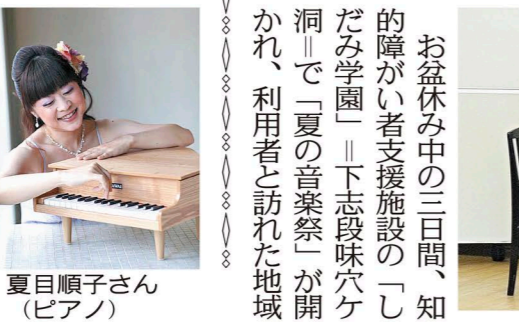 お盆休み中の三日間、知
的障がい者支援施設の「し
だみ学園」＝下志段味穴ケ
洞＝で「夏の音楽祭」が開
かれ、利用者と訪れた地域
夏目順子さん
（ピアノ）